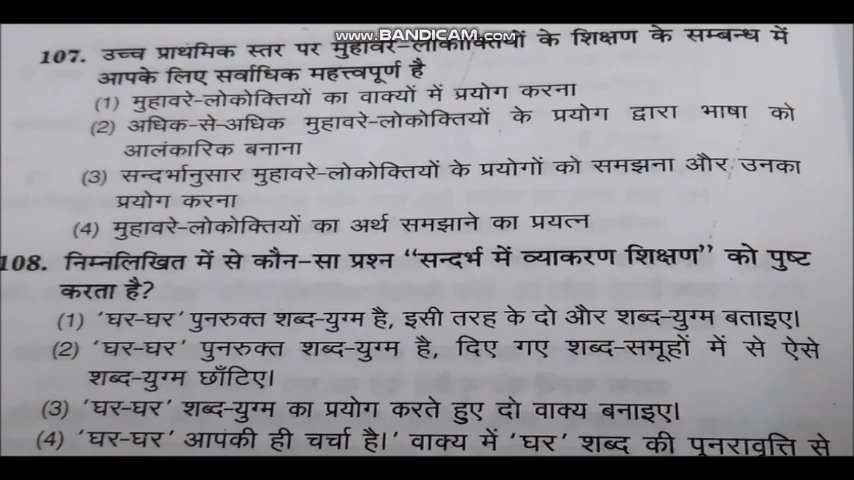 www.BANDICAM.com
107. उच्च प्राथमिक स्तर पर मुहावरे-लोकोक्तियों के शिक्षण के सम्बन्ध में
आपके लिए सर्वाधिक महत्त्वपूर्ण है
(1) मुहावरे-लोकोक्तियों का वाक्यों में प्रयोग करना
(2) अधिक-से-अधिक मुहावरे-लोकोक्तियों के प्रयोग द्वारा भाषा को
आलंकारिक बनाना
(3) सन्दर्भानुसार मुहावरे-लोकोक्तियों के प्रयोगों को समझना और उनका
प्रयोग करना
(4) मुहावरे-लोकोक्तियों का अर्थ समझाने का प्रयत्न
108. निम्नलिखित में से कौन-सा प्रश्न "सन्दर्भ में व्याकरण शिक्षण" को पुष्ट
करता है?
(1) 'घर-घर' पुनरुक्त शब्द-युग्म है, इसी तरह के दो और शब्द-युग्म बताइए।
(2) 'घर-घर' पुनरुक्त शब्द-युग्म है, दिए गए शब्द-समूहों में से ऐसे
शब्द-युग्म छाँटिए।
(3) 'घर-घर' शब्द-युग्म का प्रयोग करते हुए दो वाक्य बनाइए।
(4) 'घर-घर' आपकी ही चर्चा है।' वाक्य में 'घर' शब्द की पुनरावृत्ति से